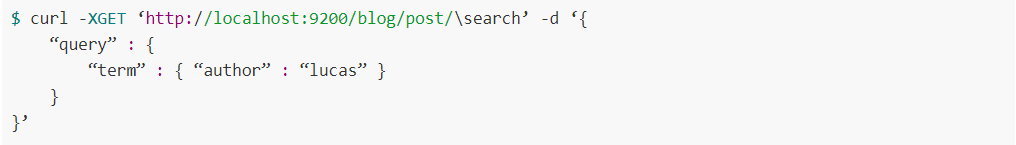 $ curl -XGET ‘http://localhost:9200/blog/post/\search’ -d ‘{
“query” : {
“term” : { “author” : “lucas” }
}
}’